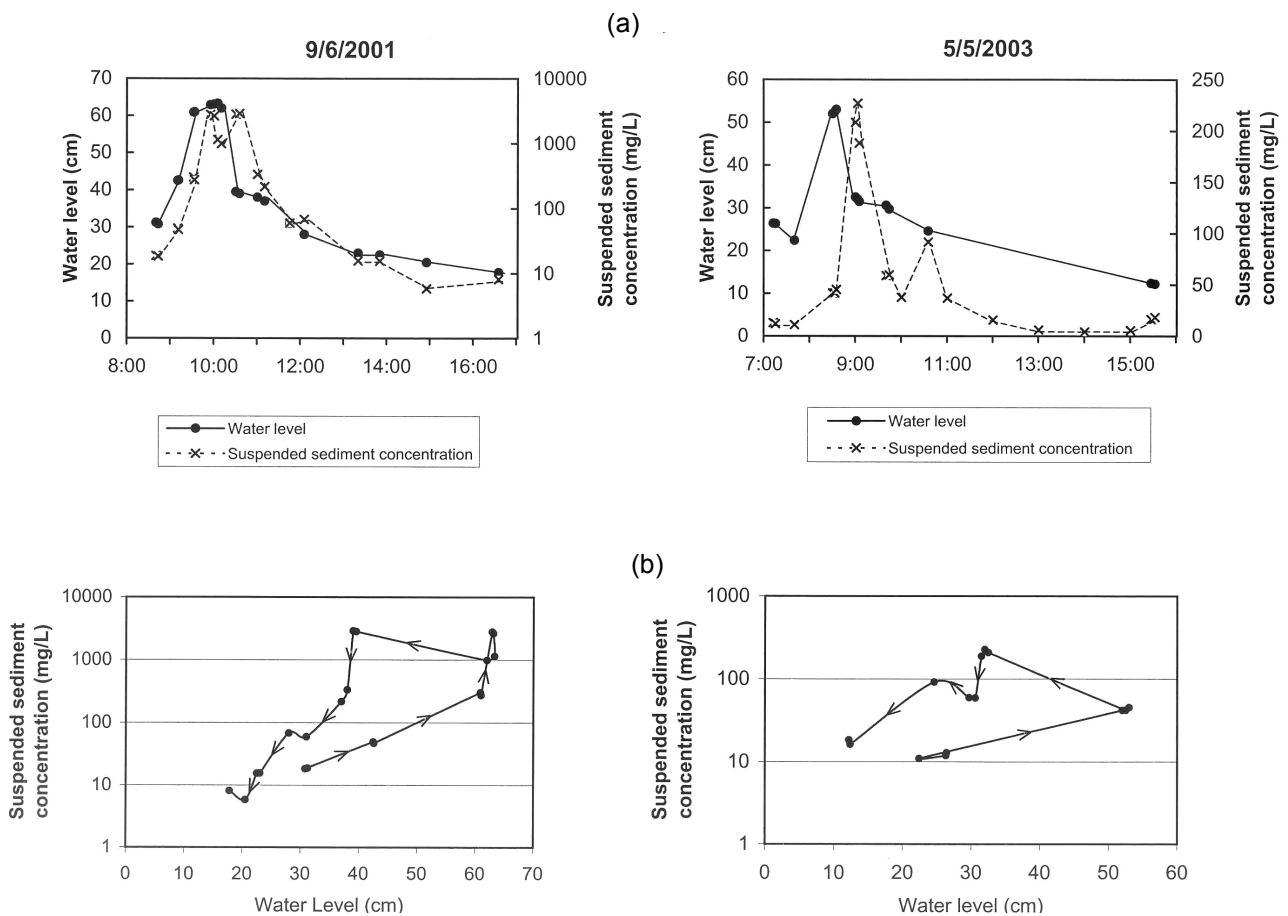 (a)
9/6/2001
Water level (cm)
70
60
50
40
30
20
10
0
10000
1000
100
10
1
Suspended sediment
concentration (mg/L)
8:00 10:00 12:00 14:00 16:00
Water level
Suspended sediment concentration
5/5/2003
Water level (cm)
60
50
40
30
20
10
0
250
200
150
100
50
0
Suspended sediment
concentration (mg/L)
7:00 9:00 11:00 13:00 15:00
Water level
Suspended sediment concentration
(b)
Suspended sediment
concentration (mg/L)
10000
1000
100
10
1
0 10 20 30 40 50 60 70
Water Level (cm)
Suspended sediment
concentration (mg/L)
1000
100
10
1
0 10 20 30 40 50 60
Water level (cm)